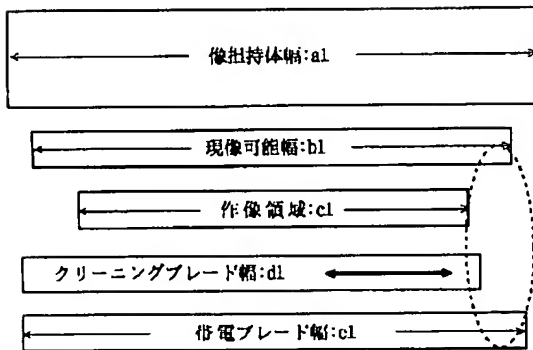 像担持体幅:a1
現像可能幅:b1
作像領域:c1
クリーニングブレード幅:d1
帯電ブレード幅:c1